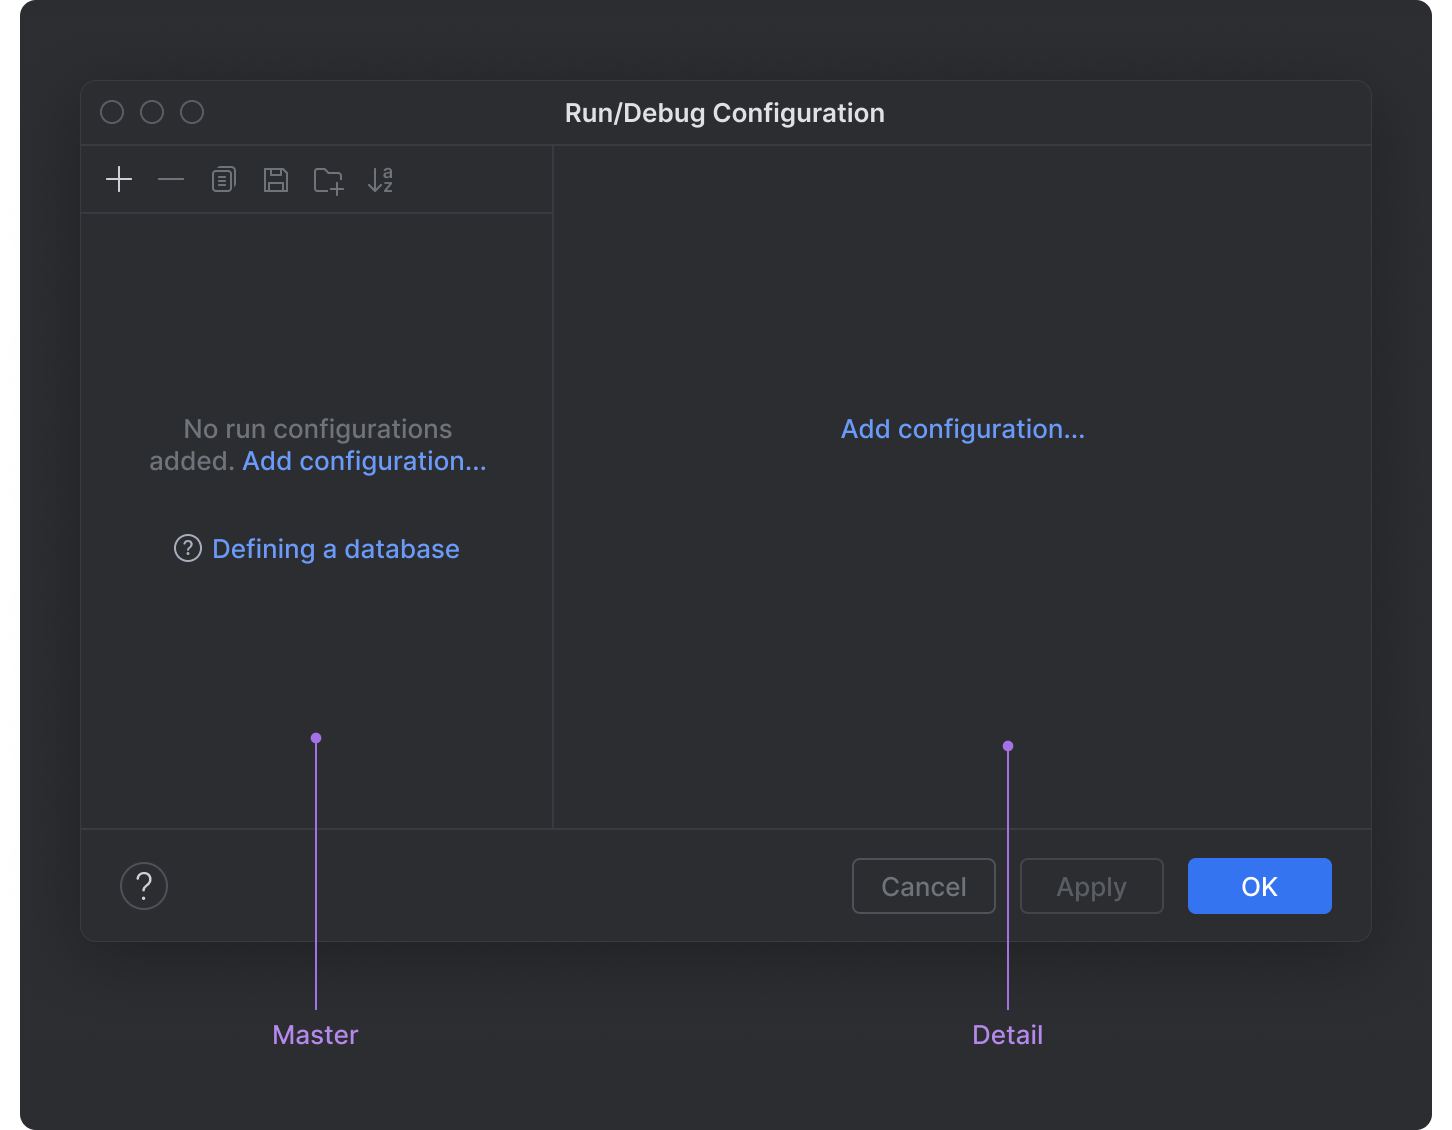 Run/Debug Configuration
a
z
No run configurations
added. Add configuration...
? Defining a database
Add configuration...
?
Cancel
Apply
OK
Master
Detail